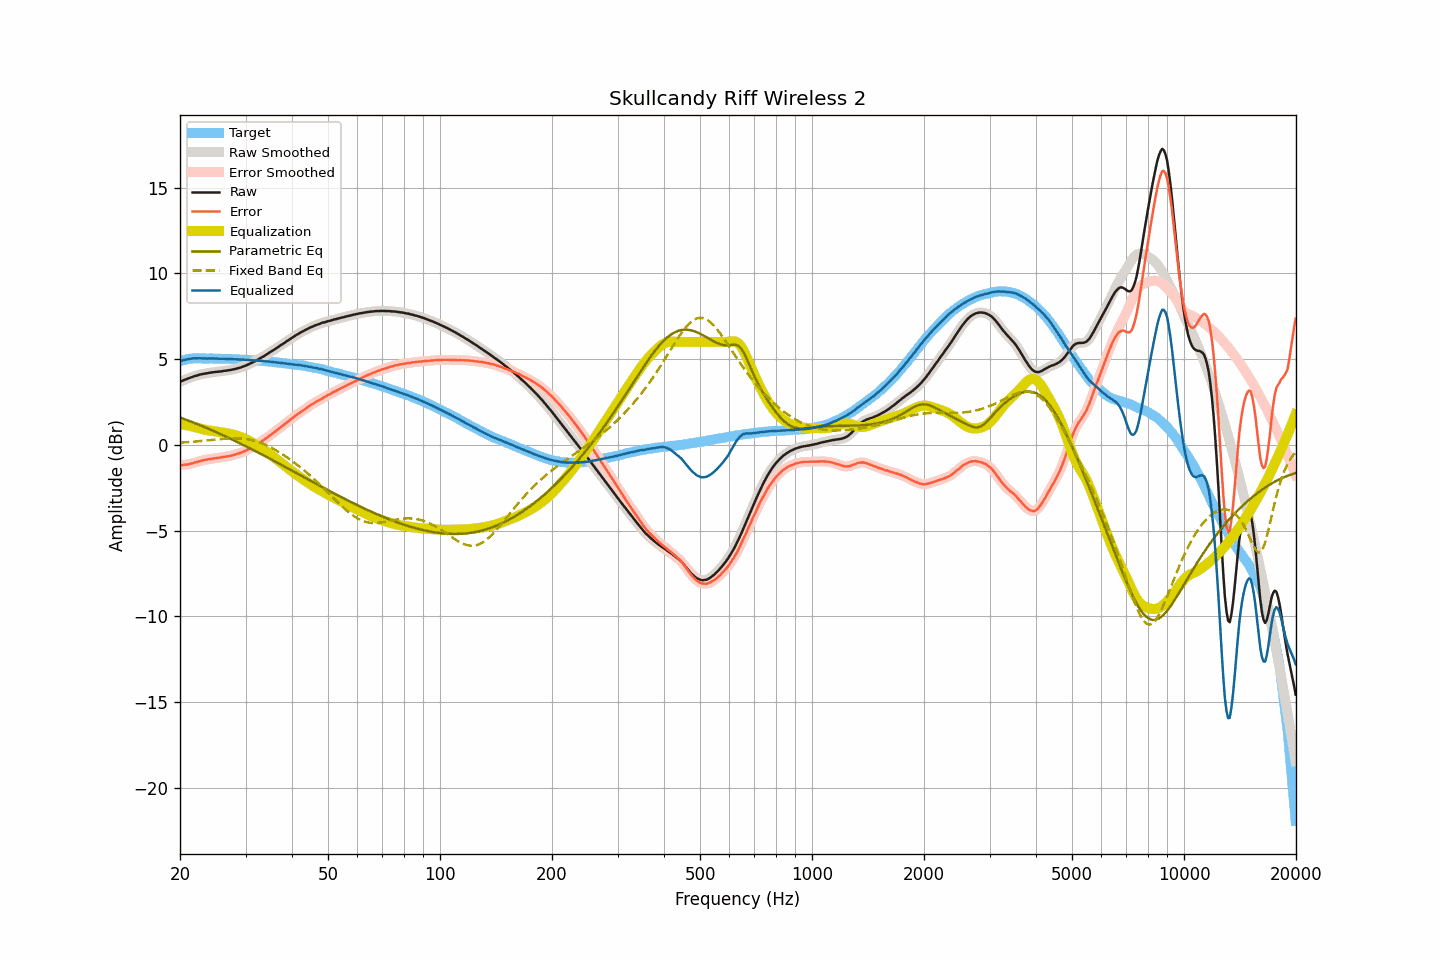 Skullcandy Riff Wireless 2
Target
Raw Smoothed
Error Smoothed
Raw
Error
Equalization
Parametric Eq
Fixed Band Eq
Equalized
15
10
5
0
−5
−10
−15
−20
Amplitude (dBr)
20 50 100 200 500 1000 2000 5000 10000 20000
Frequency (Hz)